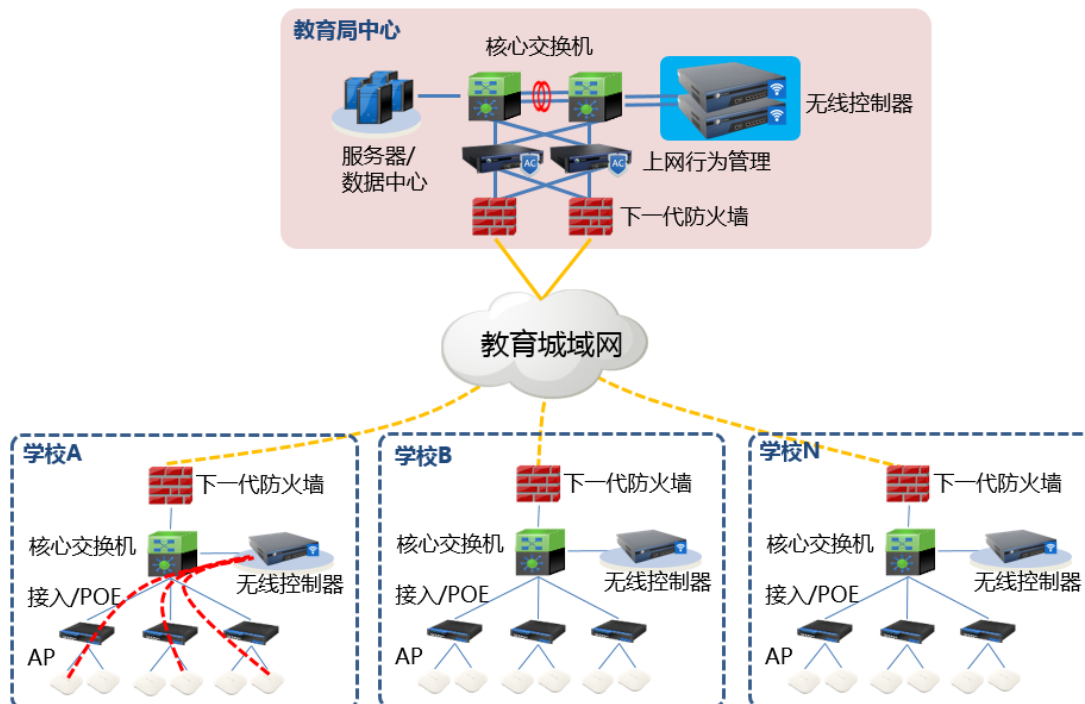 教育局中心
核心交换机
无线控制器
服务器/
数据中心
AC
AC
上网行为管理
下一代防火墙
教育城域网
学校A
下一代防火墙
核心交换机
无线控制器
接入/POE
AP
学校B
下一代防火墙
核心交换机
无线控制器
接入/POE
AP
学校N
下一代防火墙
核心交换机
无线控制器
接入/POE
AP